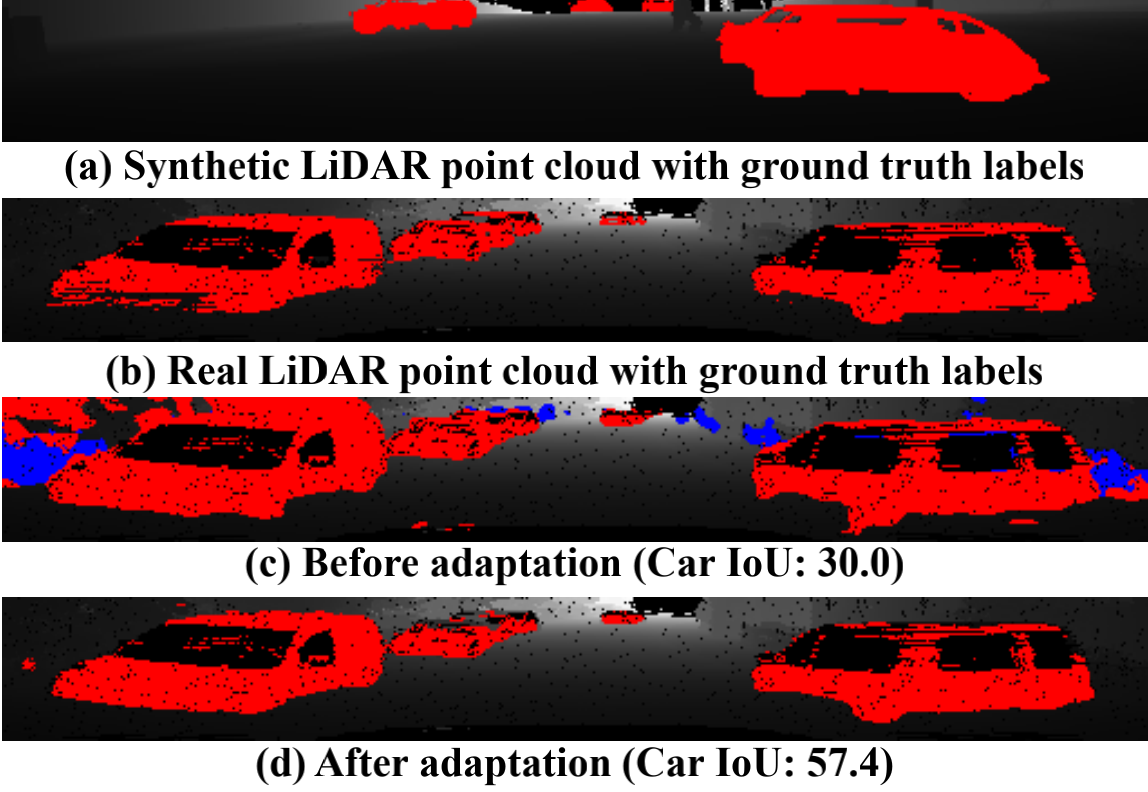 (a) Synthetic LiDAR point cloud with ground truth labels
(b) Real LiDAR point cloud with ground truth labels
(c) Before adaptation (Car IoU: 30.0)
(d) After adaptation (Car IoU: 57.4)